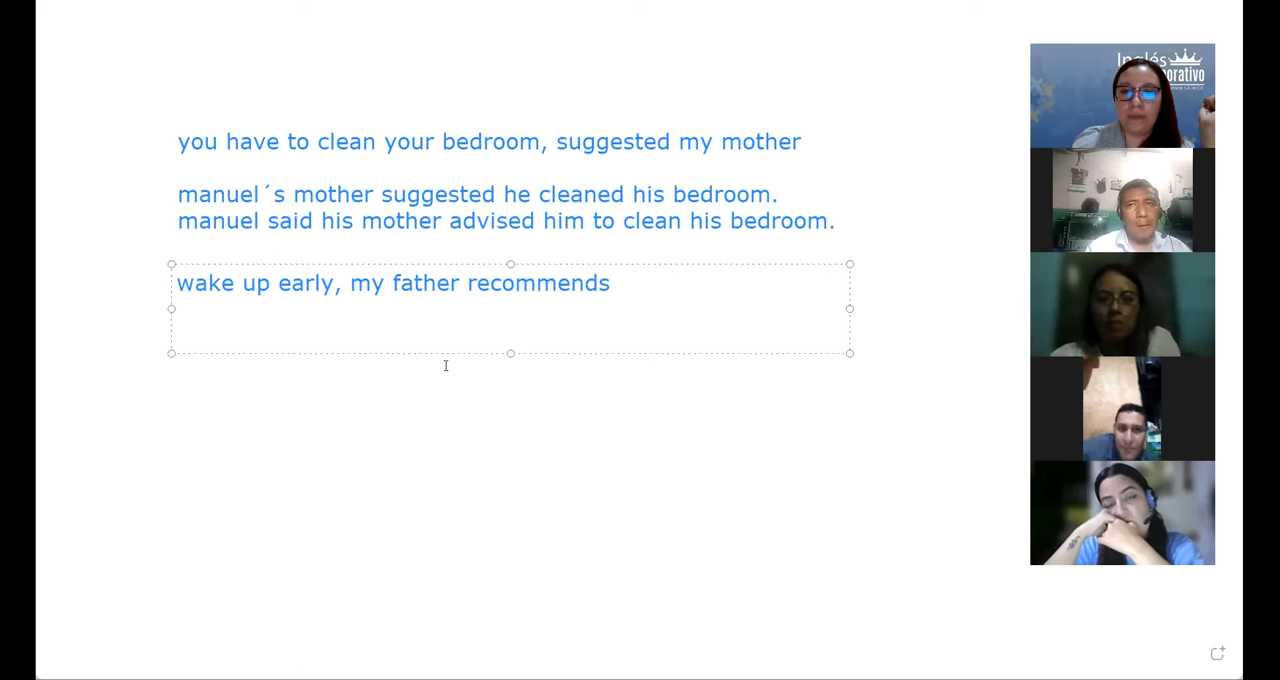 you have to clean your bedroom, suggested my mother
manuel´s mother suggested he cleaned his bedroom.
manuel said his mother advised him to clean his bedroom.
wake up early, my father recommends
Inglés
orativo